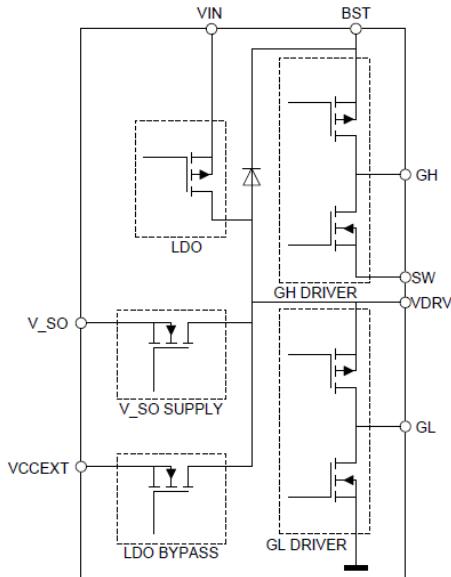 VIN
BST
GH
LDO
SW
GH DRIVER
VDRV
V_SO
V_SO SUPPLY
GL
VCCEXT
GL DRIVER
LDO BYPASS